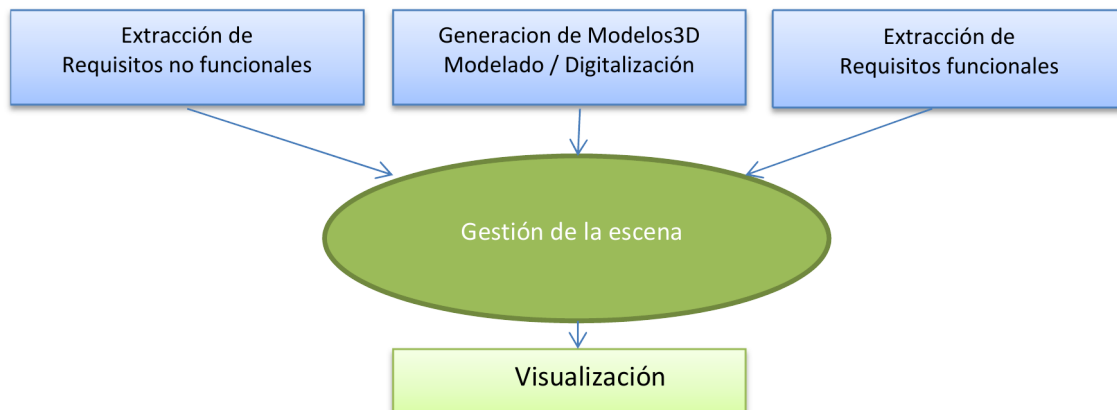 Extracción de
Requisitos no funcionales
Generacion de Modelos3D
Modelado / Digitalización
Extracción de
Requisitos funcionales
Gestión de la escena
Visualización